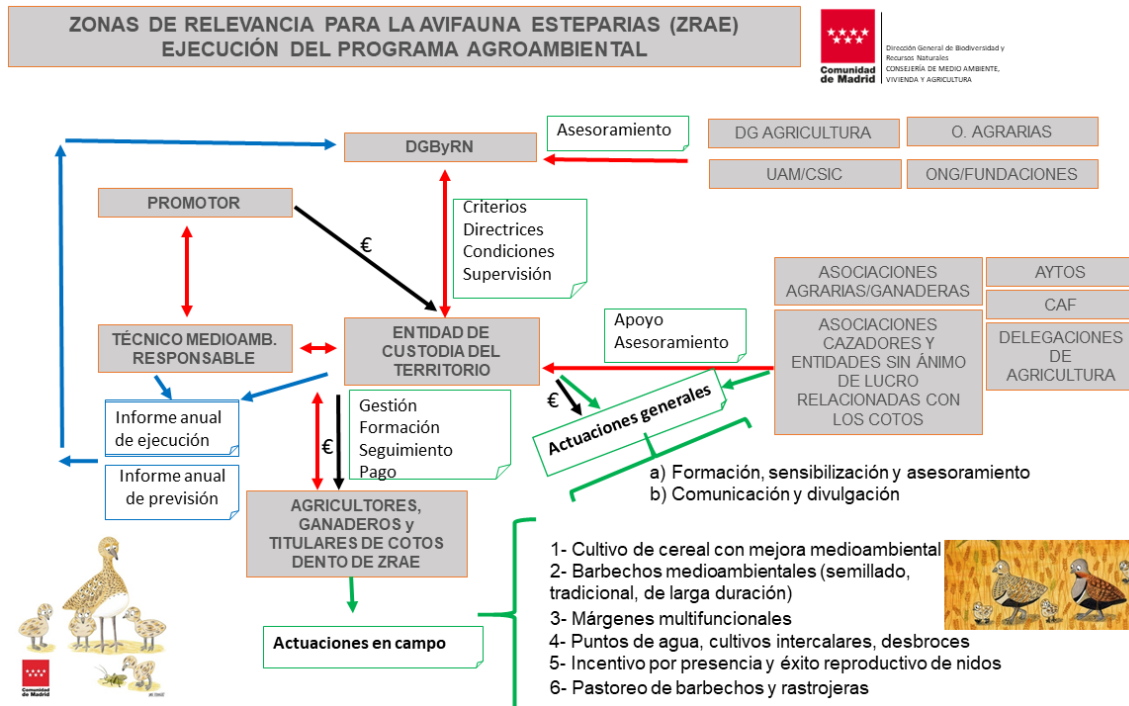 ZONAS DE RELEVANCIA PARA LA AVIFAUNA ESTEPARIAS (ZRAE)
EJECUCIÓN DEL PROGRAMA AGROAMBIENTAL
Comunidad
de Madrid
Dirección General de Biodiversidad y
Recursos Naturales
CONSEJERÍA DE MEDIO AMBIENTE,
VIVIENDA Y AGRICULTURA
DGByRN
Asesoramiento
DG AGRICULTURA
O. AGRARIAS
UAM/CSIC
ONG/FUNDACIONES
PROMOTOR
€
Criterios
Directrices
Condiciones
Supervisión
ASOCIACIONES
AGRARIAS/GANADERAS
AYTOS
CAF
ASOCIACIONES
CAZADORES Y
ENTIDADES SIN ÁNIMO
DE LUCRO
RELACIONADAS CON
LOS COTOS
DELEGACIONES
DE
AGRICULTURA
TÉCNICO MEDIOAMB.
RESPONSABLE
ENTIDAD DE
CUSTODIA DEL
TERRITORIO
Apoyo
Asesoramiento
€
Actuaciones generales
Informe anual
de ejecución
Informe anual
de previsión
€
Gestión
Formación
Seguimiento
Pago
a) Formación, sensibilización y asesoramiento
b) Comunicación y divulgación
AGRICULTORES,
GANADEROS y
TITULARES DE COTOS
DENTO DE ZRAE
Actuaciones en campo
1- Cultivo de cereal con mejora medioambiental
2- Barbechos medioambientales (semillado,
tradicional, de larga duración)
3- Márgenes multifuncionales
4- Puntos de agua, cultivos intercalares, desbroces
5- Incentivo por presencia y éxito reproductivo de nidos
6- Pastoreo de barbechos y rastrojeras
Comunidad
de Madrid